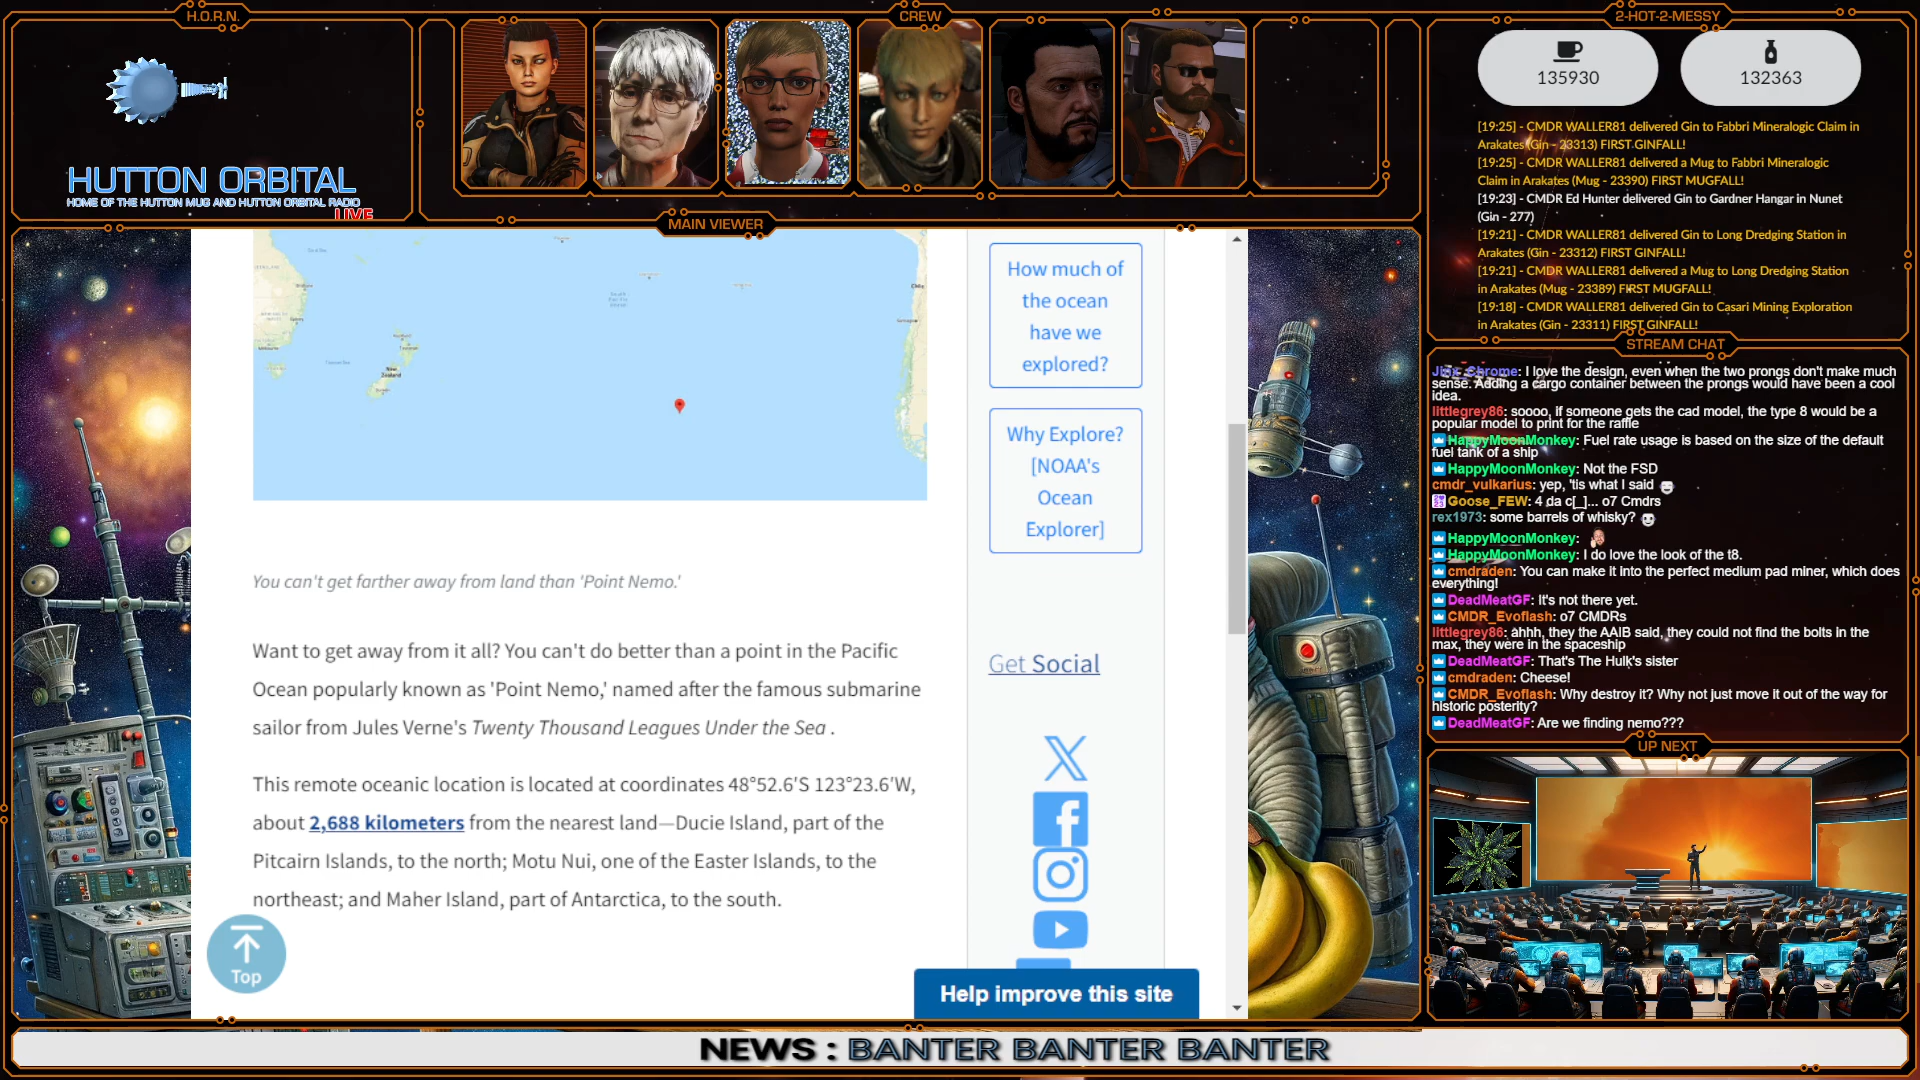 H.O.R.N.
CREW
2-HOT-2-MESSY
HUTTON ORBITAL
HOME OF THE HUTTON MUG AND HUTTON ORBITAL RADIO
LIVE
135930
132363
[19:25] - CMDR WALLER81 delivered Gin to Fabbri Mineralogic Claim in
Arakates (Gin - 23313) FIRST GINFALL!
[19:25] - CMDR WALLER81 delivered a Mug to Fabbri Mineralogic
Claim in Arakates (Mug - 23390) FIRST MUGFALL!
[19:23] - CMDR Ed Hunter delivered Gin to Gardner Hangar in Nunet
(Gin - 277)
[19:21] - CMDR WALLER81 delivered Gin to Long Dredging Station in
Arakates (Gin - 23312) FIRST GINFALL!
[19:21] - CMDR WALLER81 delivered a Mug to Long Dredging Station
in Arakates (Mug - 23389) FIRST MUGFALL!
[19:18] - CMDR WALLER81 delivered Gin to Casari Mining Exploration
in Arakates (Gin - 23311) FIRST GINFALL!
MAIN VIEWER
New
Zealand
Chile
How much of
the ocean
have we
explored?
Why Explore?
[NOAA's
Ocean
Explorer]
You can't get farther away from land than 'Point Nemo.'
Want to get away from it all? You can't do better than a point in the Pacific
Ocean popularly known as 'Point Nemo,' named after the famous submarine
sailor from Jules Verne's Twenty Thousand Leagues Under the Sea .
This remote oceanic location is located at coordinates 48°52.6′S 123°23.6′W,
about 2,688 kilometers from the nearest land—Ducie Island, part of the
Pitcairn Islands, to the north; Motu Nui, one of the Easter Islands, to the
northeast; and Maher Island, part of Antarctica, to the south.
Get Social
Top
Help improve this site
STREAM CHAT
Jinx_Chrome: I love the design, even when the two prongs don't make much
sense. Adding a cargo container between the prongs would have been a cool
idea.
littlegrey86: soooo, if someone gets the cad model, the type 8 would be a
popular model to print for the raffle
HappyMoonMonkey: Fuel rate usage is based on the size of the default
fuel tank of a ship
HappyMoonMonkey: Not the FSD
cmdr_vulkarius: yep, 'tis what I said
Goose_FEW: 4 da c[_]... o7 Cmdrs
rex1973: some barrels of whisky?
HappyMoonMonkey:
HappyMoonMonkey: I do love the look of the t8.
cmdraden: You can make it into the perfect medium pad miner, which does
everything!
DeadMeatGF: It's not there yet.
CMDR_Evoflash: o7 CMDRs
littlegrey86: ahhh, they the AAIB said, they could not find the bolts in the
max, they were in the spaceship
DeadMeatGF: That's The Hulk's sister
cmdraden: Cheese!
CMDR_Evoflash: Why destroy it? Why not just move it out of the way for
historic posterity?
DeadMeatGF: Are we finding nemo???
UP NEXT
NEWS : BANTER BANTER BANTER